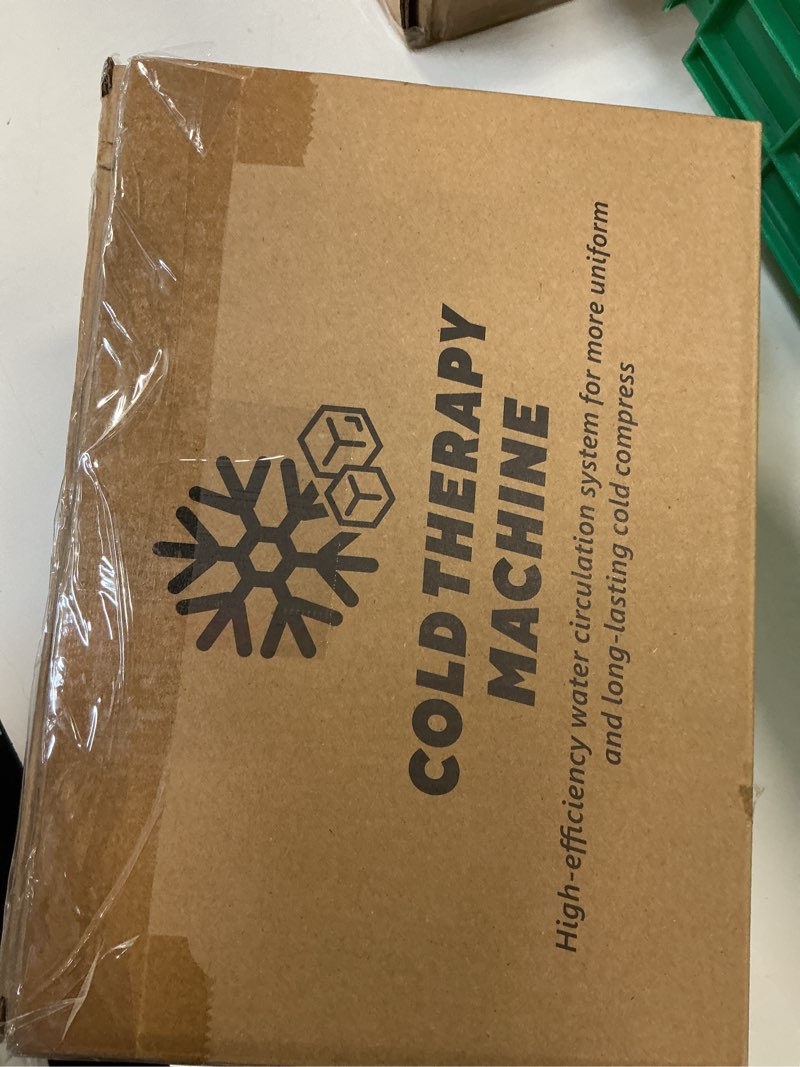 COLD THERAPY
MACHINE
High-efficiency water circulation system for more uniform
and long-lasting cold compress